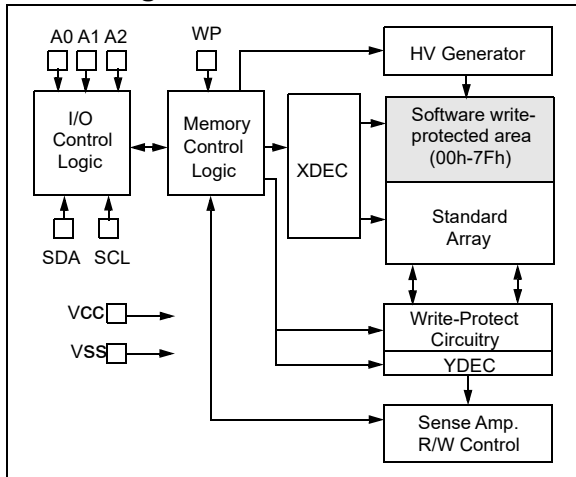 A0 A1 A2
WP
HV Generator
I/O
Control
Logic
Memory
Control
Logic
XDEC
Software write-
protected area
(00h-7Fh)
Standard
Array
SDA SCL
VCC
VSS
Write-Protect
Circuitry
YDEC
Sense Amp.
R/W Control